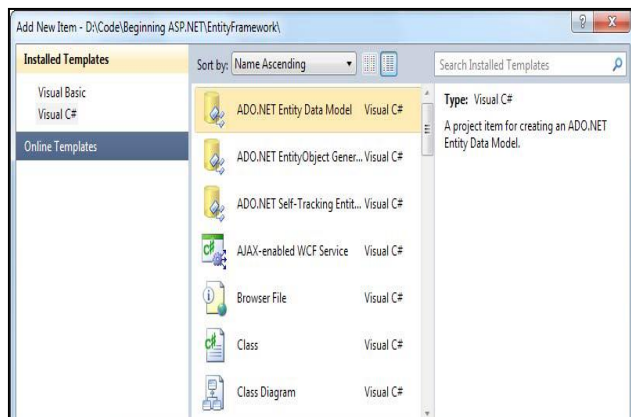 Add New Item - D:\Code\Beginning ASP.NET\EntityFramework\
Installed Templates
Visual Basic
Visual C#
Online Templates
Sort by: Name Ascending
ADO.NET Entity Data Model Visual C#
ADO.NET EntityObject Gener... Visual C#
ADO.NET Self-Tracking Entit... Visual C#
AJAX-enabled WCF Service Visual C#
Browser File Visual C#
Class Visual C#
Class Diagram Visual C#
Search Installed Templates
Type: Visual C#
A project item for creating an ADO.NET
Entity Data Model.